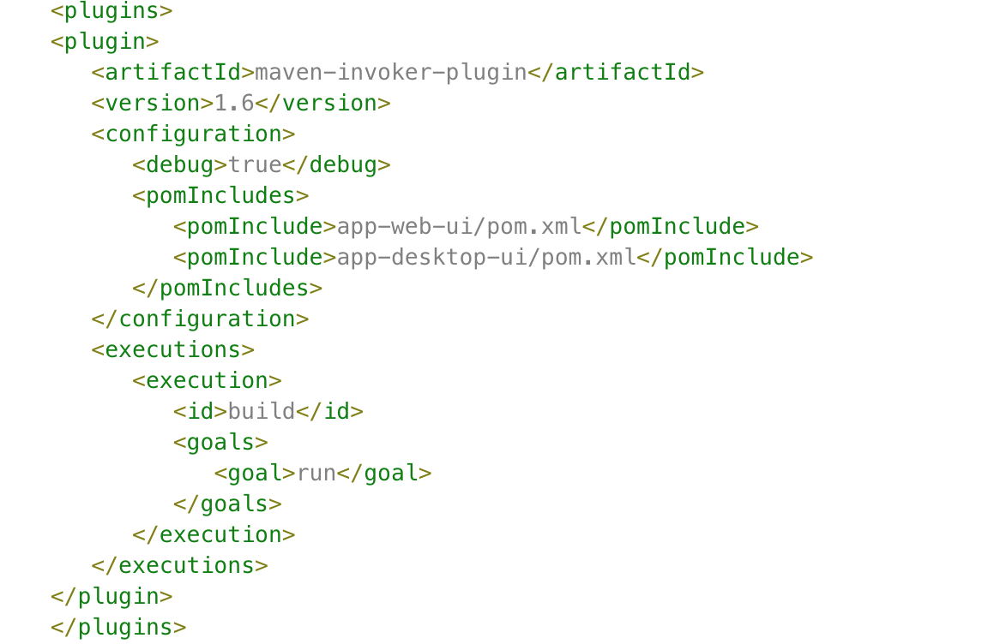 <plugins>
<plugin>
   <artifactId>maven-invoker-plugin</artifactId>
   <version>1.6</version>
   <configuration>
      <debug>true</debug>
      <pomIncludes>
         <pomInclude>app-web-ui/pom.xml</pomInclude>
         <pomInclude>app-desktop-ui/pom.xml</pomInclude>
      </pomIncludes>
   </configuration>
   <executions>
      <execution>
         <id>build</id>
         <goals>
            <goal>run</goal>
         </goals>
      </execution>
   </executions>
</plugin>
</plugins>